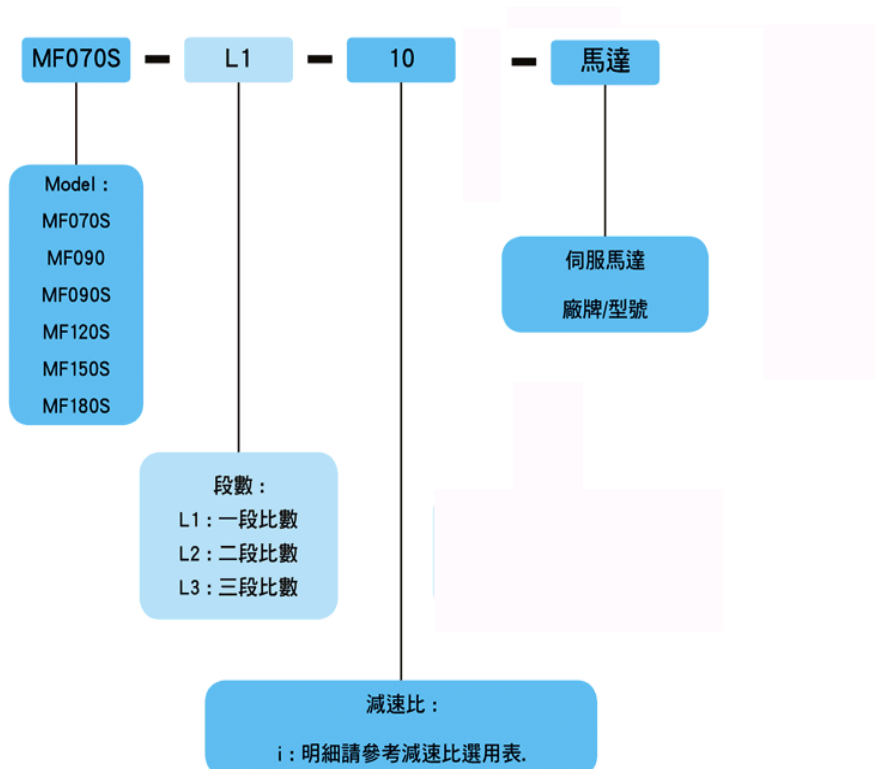 MF070S - L1 - 10 - 馬達
Model :
MF070S
MF090
MF090S
MF120S
MF150S
MF180S
伺服馬達
廠牌/型號
段數 :
L1 : 一段比數
L2 : 二段比數
L3 : 三段比數
減速比 :
i : 明細請參考減速比選用表.